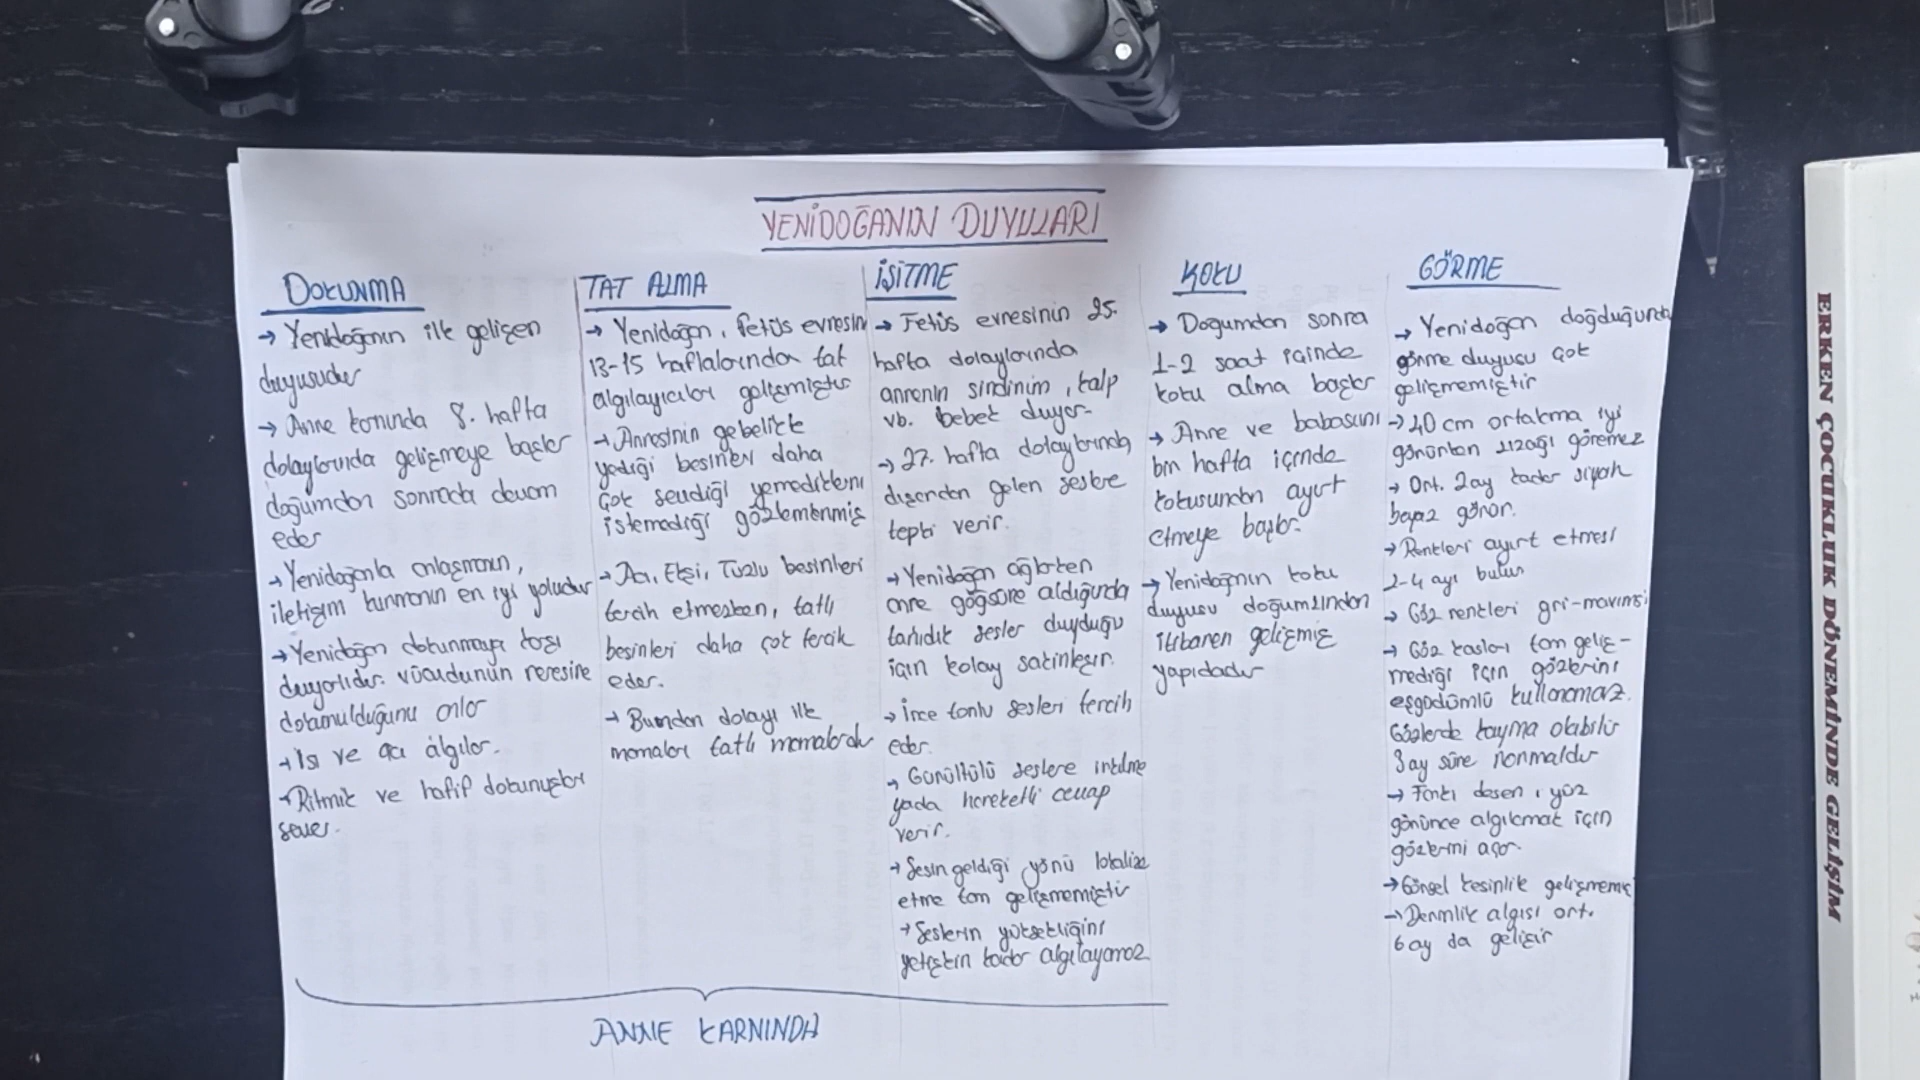 YENİDOĞANIN DUYULARI
DOKUNMA
→ Yenidoğanın ilk gelişen
duyusudur
→ Anne karnında 8. hafta
dolaylarında gelişmeye başlar
doğumdan sonrada devam
eder
→ Yenidoğanla anlaşmanın,
iletişim kurmanın en iyi yoludur
→ Yenidoğan dokunmaya karşı
duyarlıdır. vücudunun neresine
dokunulduğunu anlar
→ Isı ve acı algılar.
→ Ritmik ve hafif dokunuşları
sever.
TAT ALMA
→ Yenidoğan, fetüs evresin
13-15 haftalarında tat
algılayıcıları gelişmiştir
→ Annesinin gebelikte
yediği besinleri daha
çok sevdiği yemediklerini
istemediği gözlemlenmiş
→ Acı, Ekşi, Tuzlu besinleri
tercih etmezken, tatlı
besinleri daha çok tercih
eder.
→ Bundan dolayı ilk
mamaları tatlı mamalardır
İŞİTME
→ Fetüs evresinin 25.
hafta dolaylarında
annenin sindirim, kalp
vb. bebek duyar.
→ 27. hafta dolaylarında
dışarıdan gelen seslere
tepki verir.
→ Yenidoğan ağlarken
anne göğsüne aldığında
tanıdık sesler duyduğu
için kolay sakinleşir.
→ İnce tonlu sesleri tercih
eder.
→ Gürültülü seslere irkilme
yada hareketli cevap
verir.
→ Sesin geldiği yönü lokalize
etme tam gelişmemiştir
→ Seslerin yüksekliğini
yetişkin kadar algılayamaz
KOKU
→ Doğumdan sonra
1-2 saat içinde
koku alma başlar
→ Anne ve babasını
bir hafta içinde
kokusundan ayırt
etmeye başlar.
→ Yenidoğanın koku
duyusu doğumundan
itibaren gelişmiş
yapıdadır
GÖRME
→ Yenidoğan doğduğunda
görme duyusu çok
gelişmemiştir
→ 40 cm ortalama iyi
görürken uzağı göremez
→ Ort. 2 ay kadar siyah
beyaz görür.
→ Renkleri ayırt etmesi
2-4 ayı bulur
→ Göz renkleri gri-mavimsi
→ Göz kasları tam geliş-
mediği için gözlerini
eşgüdümlü kullanamaz.
Gözlerde kayma olabilir
3 ay süre normaldir
→ Farklı desen, yüz
görünce algılamak için
gözlerini açar.
→ Görsel kesinlik gelişmemiş
→ Derinlik algısı ort.
6 ay da gelişir
ANNE KARNINDA
ERKEN ÇOCUKLUK DÖNEMİNDE GELİŞİM